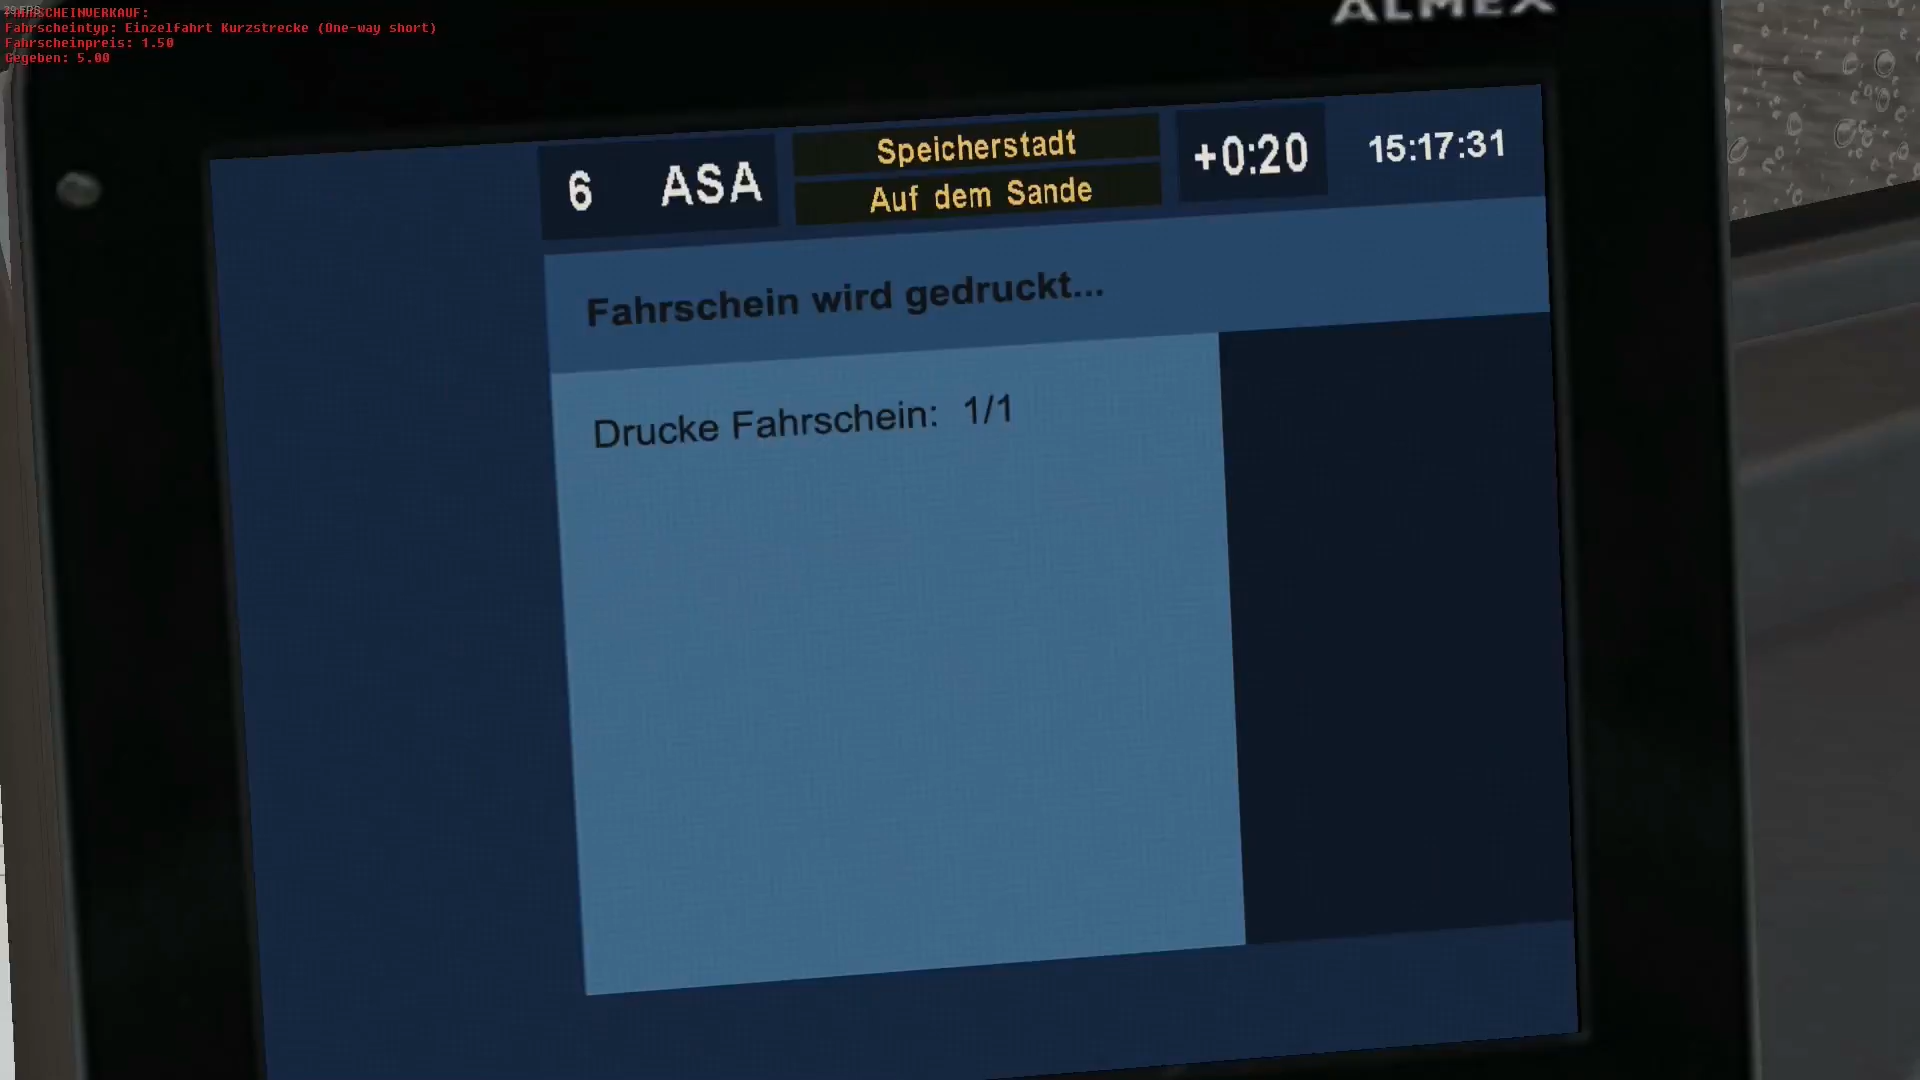 FAHRSCHEINVERKAUF:
Fahrscheintyp: Einzelfahrt Kurzstrecke (One-way short)
Fahrscheinpreis: 1.50
Gegeben: 5.00
ALMEX
6 ASA
Speicherstadt
Auf dem Sande
+0:20
15:17:31
Fahrschein wird gedruckt...
Drucke Fahrschein: 1/1